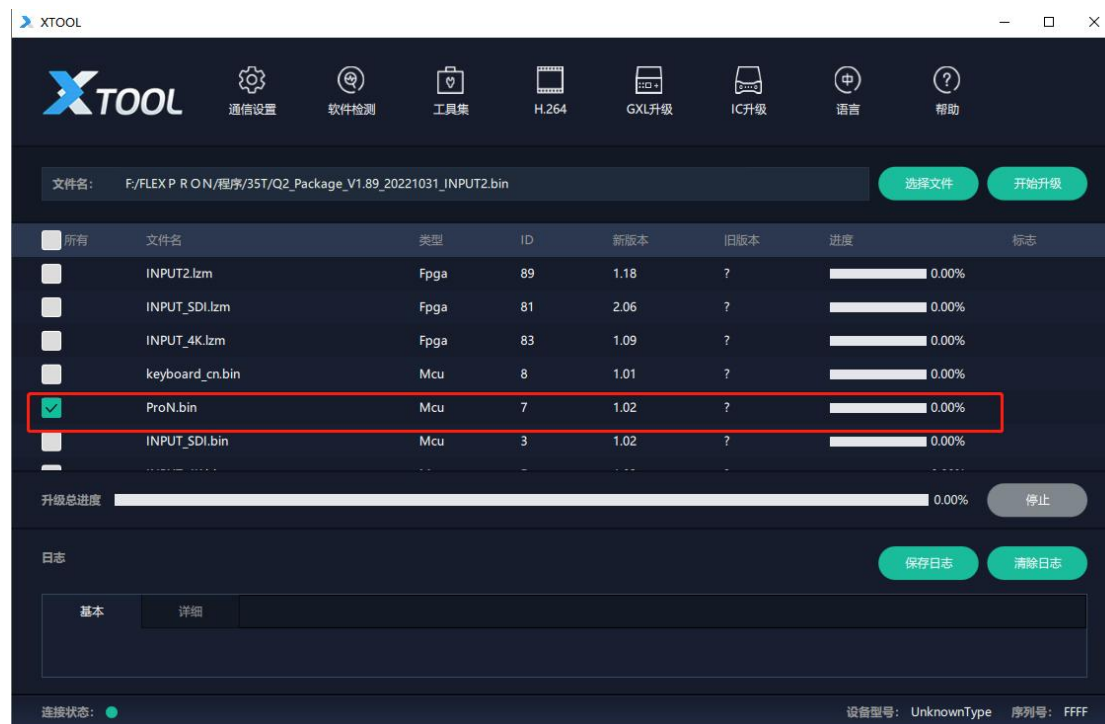 XTOOL
XTOOL
通信设置 软件检测 工具集 H.264 GXL升级 IC升级 语言 帮助
文件名: F:/FLEX P R O N/程序/35T/Q2_Package_V1.89_20221031_INPUT2.bin 选择文件 开始升级
所有 文件名 类型 ID 新版本 旧版本 进度 标志
INPUT2.lzm Fpga 89 1.18 ? 0.00%
INPUT_SDI.lzm Fpga 81 2.06 ? 0.00%
INPUT_4K.lzm Fpga 83 1.09 ? 0.00%
keyboard_cn.bin Mcu 8 1.01 ? 0.00%
ProN.bin Mcu 7 1.02 ? 0.00%
INPUT_SDI.bin Mcu 3 1.02 ? 0.00%
升级总进度 0.00% 停止
日志 保存日志 清除日志
基本 详细
连接状态: 设备型号: UnknownType 序列号: FFFF